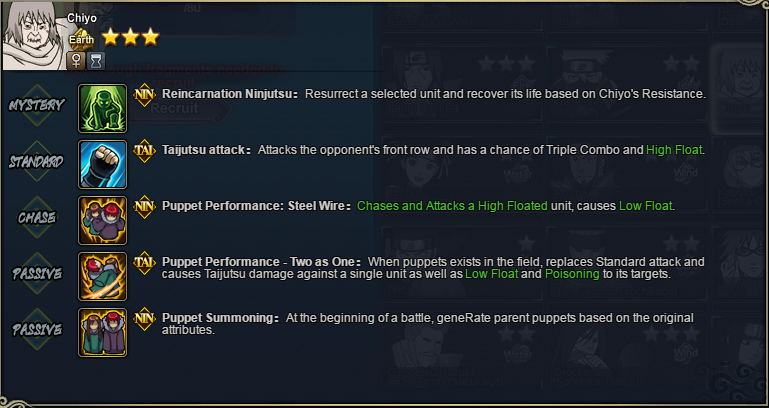 /80
Chiyo
Earth
Recruit
MYSTERY
NIN
Reincarnation Ninjutsu: Resurrect a selected unit and recover its life based on Chiyo's Resistance.
STANDARD
TAI
Taijutsu attack: Attacks the opponent's front row and has a chance of Triple Combo and High Float.
CHASE
NIN
Puppet Performance: Steel Wire: Chases and Attacks a High Floated unit, causes Low Float.
PASSIVE
TAI
Puppet Performance - Two as One: When puppets exists in the field, replaces Standard attack and
causes Taijutsu damage against a single unit as well as Low Float and Poisoning to its targets.
PASSIVE
NIN
Puppet Summoning: At the beginning of a battle, geneRate parent puppets based on the original
attributes.